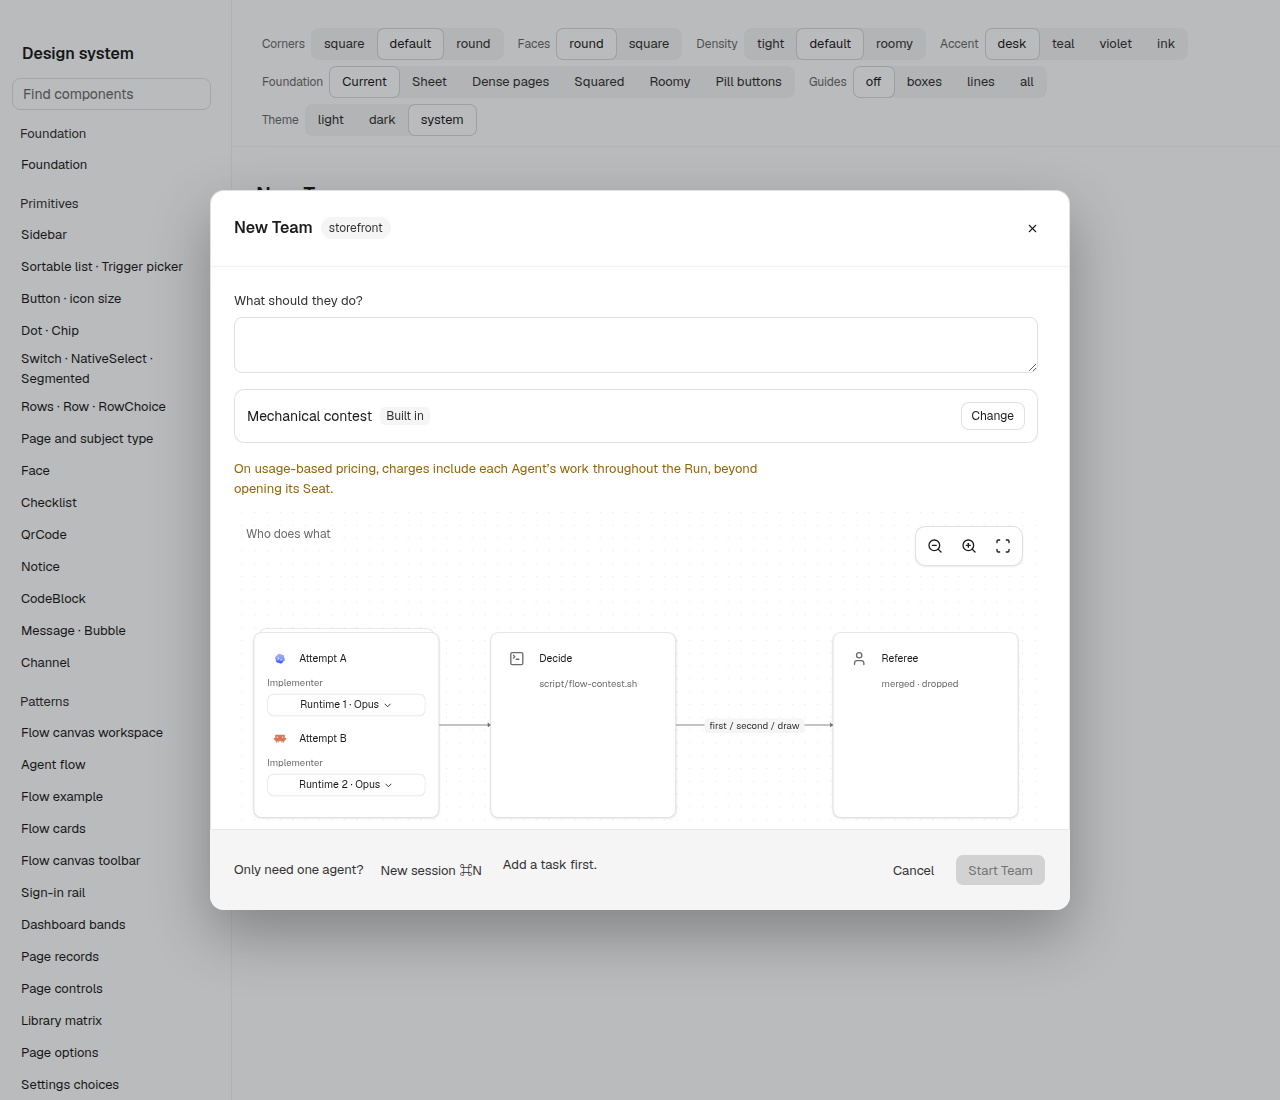 Design system
Find components
Foundation
Foundation
Primitives
Sidebar
Sortable list · Trigger picker
Button · icon size
Dot · Chip
Switch · NativeSelect ·
Segmented
Rows · Row · RowChoice
Page and subject type
Face
Checklist
QrCode
Notice
CodeBlock
Message · Bubble
Channel
Patterns
Flow canvas workspace
Agent flow
Flow example
Flow cards
Flow canvas toolbar
Sign-in rail
Dashboard bands
Page records
Page controls
Library matrix
Page options
Settings choices
Corners square default round Faces round square Density tight default roomy Accent desk teal violet ink
Foundation Current Sheet Dense pages Squared Roomy Pill buttons Guides off boxes lines all
Theme light dark system
New Team storefront
What should they do?
Mechanical contest Built in Change
On usage-based pricing, charges include each Agent's work throughout the Run, beyond
opening its Seat.
Who does what
Attempt A
Implementer
Runtime 1 · Opus
Attempt B
Implementer
Runtime 2 · Opus
Decide
script/flow-contest.sh
first / second / draw
Referee
merged · dropped
Only need one agent? New session ⌘N Add a task first. Cancel Start Team